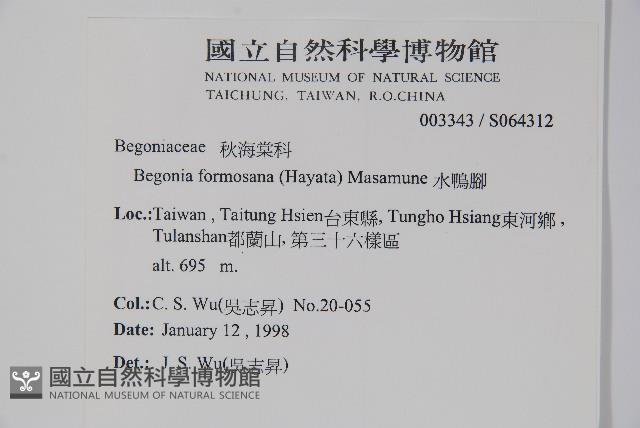 國立自然科學博物館
NATIONAL MUSEUM OF NATURAL SCIENCE
TAICHUNG, TAIWAN, R.O.CHINA
003343 / S064312
Begoniaceae 秋海棠科
Begonia formosana (Hayata) Masamune 水鴨腳
Loc.:Taiwan , Taitung Hsien台東縣, Tungho Hsiang東河鄉 ,
Tulanshan都蘭山, 第三十六樣區
alt. 695 m.
Col.: C. S. Wu(吳志昇) No.20-055
Date: January 12 , 1998
Det.: J. S. Wu(吳志昇)
國立自然科學博物館
NATIONAL MUSEUM OF NATURAL SCIENCE